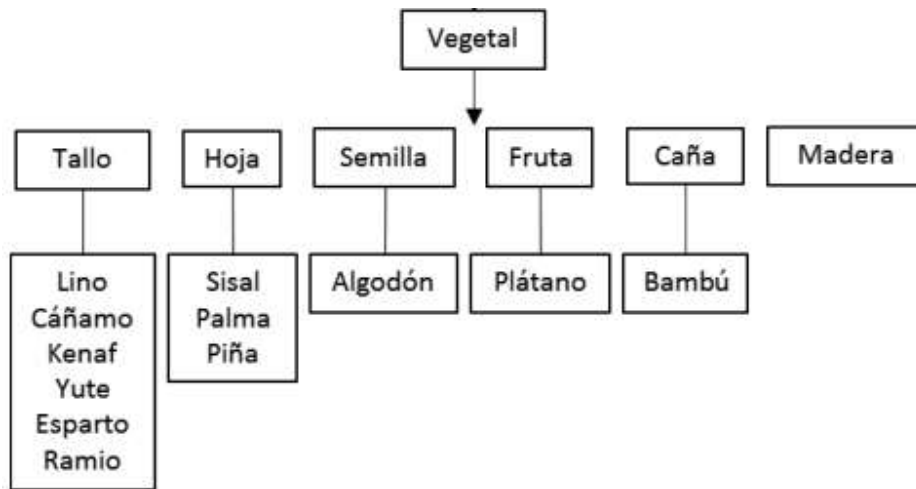 Vegetal
Tallo
Hoja
Semilla
Fruta
Caña
Madera
Lino
Cáñamo
Kenaf
Yute
Esparto
Ramio
Sisal
Palma
Piña
Algodón
Plátano
Bambú